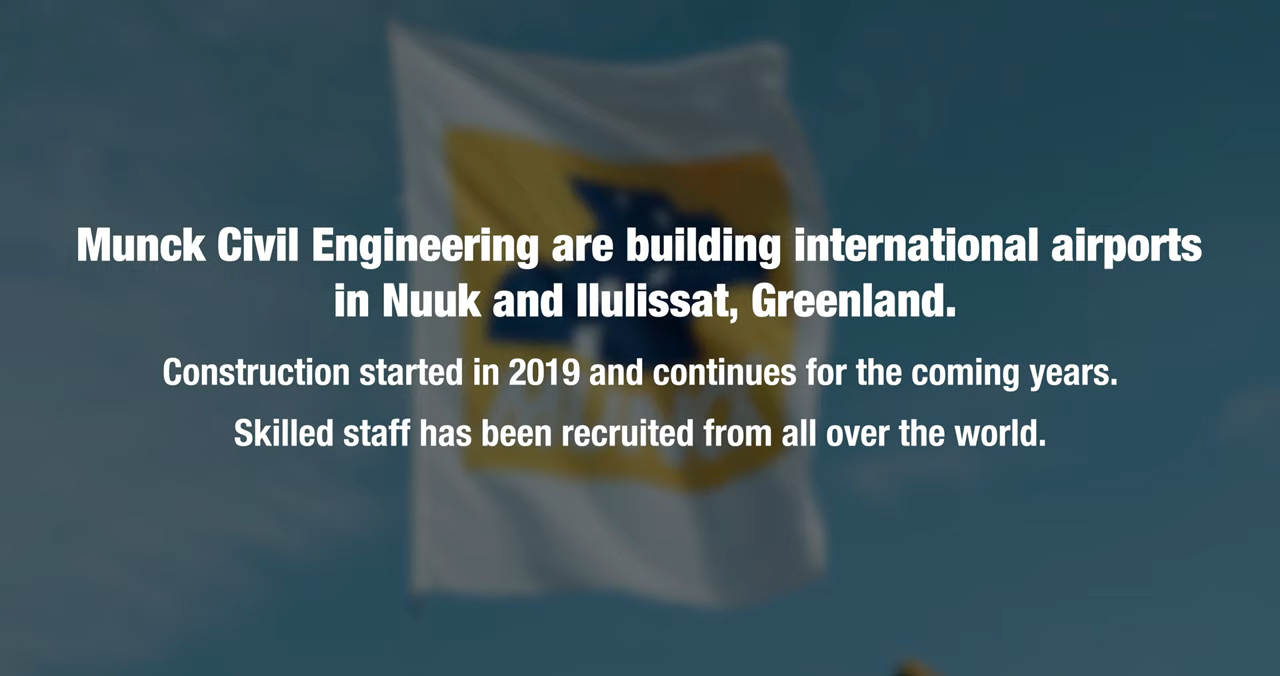 Munck Civil Engineering are building international airports
in Nuuk and Ilulissat, Greenland.
Construction started in 2019 and continues for the coming years.
Skilled staff has been recruited from all over the world.
MUNCK